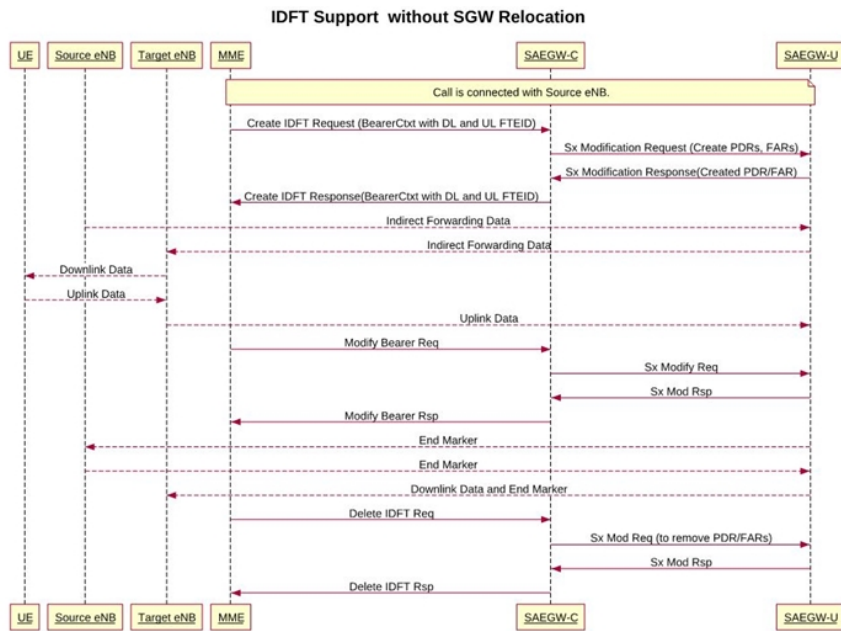 IDFT Support without SGW Relocation
UE Source eNB Target eNB MME SAEGW-C SAEGW-U
Call is connected with Source eNB.
Create IDFT Request (BearerCtxt with DL and UL FTEID)
Sx Modification Request (Create PDRs, FARs)
Sx Modification Response(Created PDR/FAR)
Create IDFT Response(BearerCtxt with DL and UL FTEID)
Indirect Forwarding Data
Indirect Forwarding Data
Downlink Data
Uplink Data
Uplink Data
Modify Bearer Req
Sx Modify Req
Sx Mod Rsp
Modify Bearer Rsp
End Marker
End Marker
Downlink Data and End Marker
Delete IDFT Req
Sx Mod Req (to remove PDR/FARs)
Sx Mod Rsp
Delete IDFT Rsp
UE Source eNB Target eNB MME SAEGW-C SAEGW-U